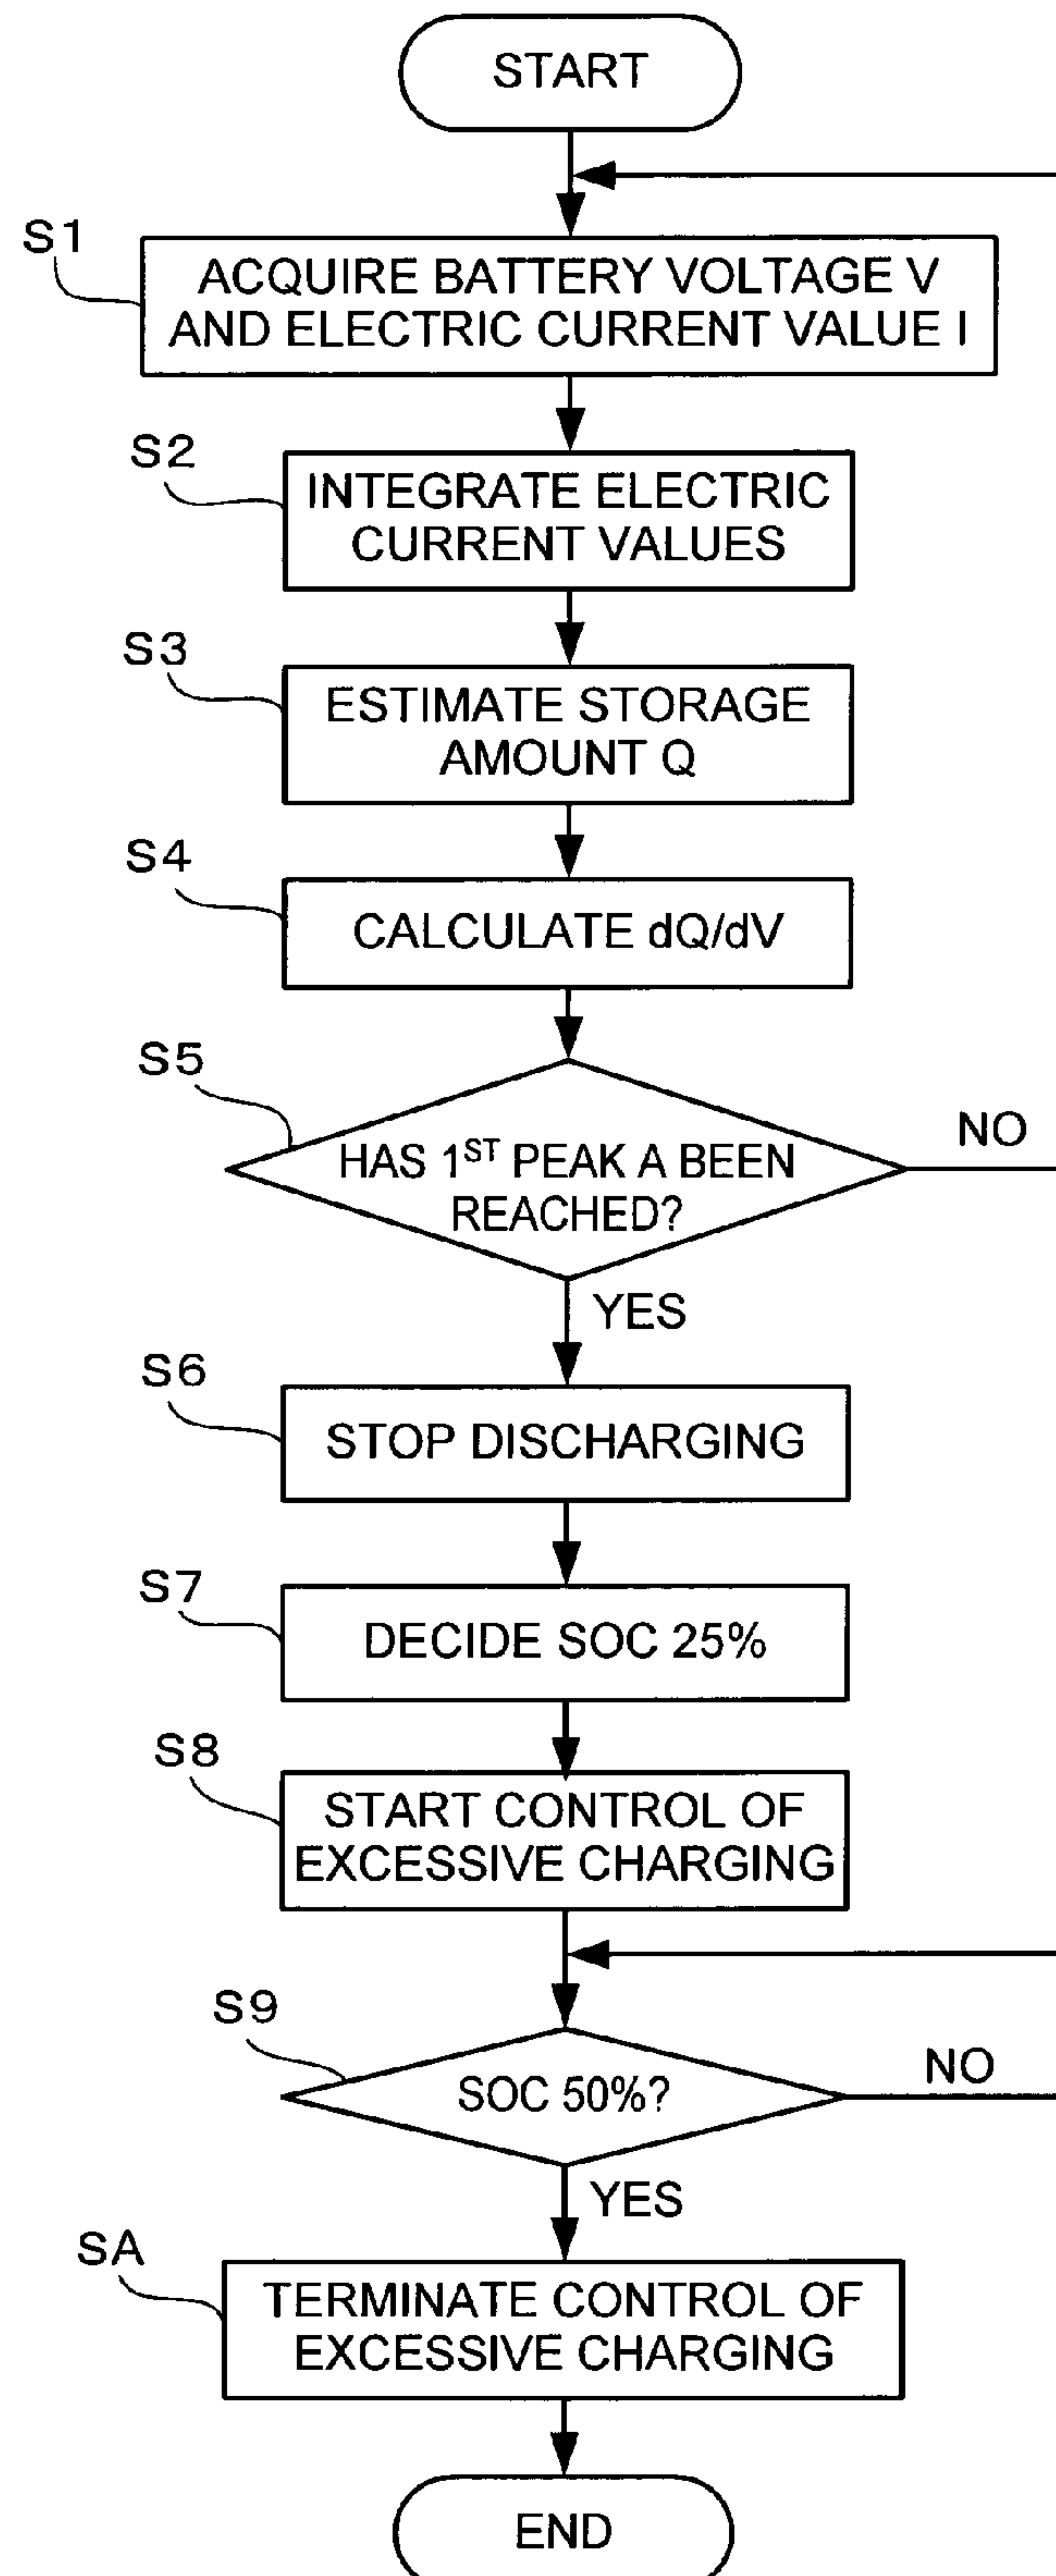 START
S1
ACQUIRE BATTERY VOLTAGE V
AND ELECTRIC CURRENT VALUE I
S2
INTEGRATE ELECTRIC
CURRENT VALUES
S3
ESTIMATE STORAGE
AMOUNT Q
S4
CALCULATE dQ/dV
S5
HAS 1ST PEAK A BEEN
REACHED?
NO
YES
S6
STOP DISCHARGING
S7
DECIDE SOC 25%
S8
START CONTROL OF
EXCESSIVE CHARGING
S9
SOC 50%?
NO
YES
SA
TERMINATE CONTROL OF
EXCESSIVE CHARGING
END